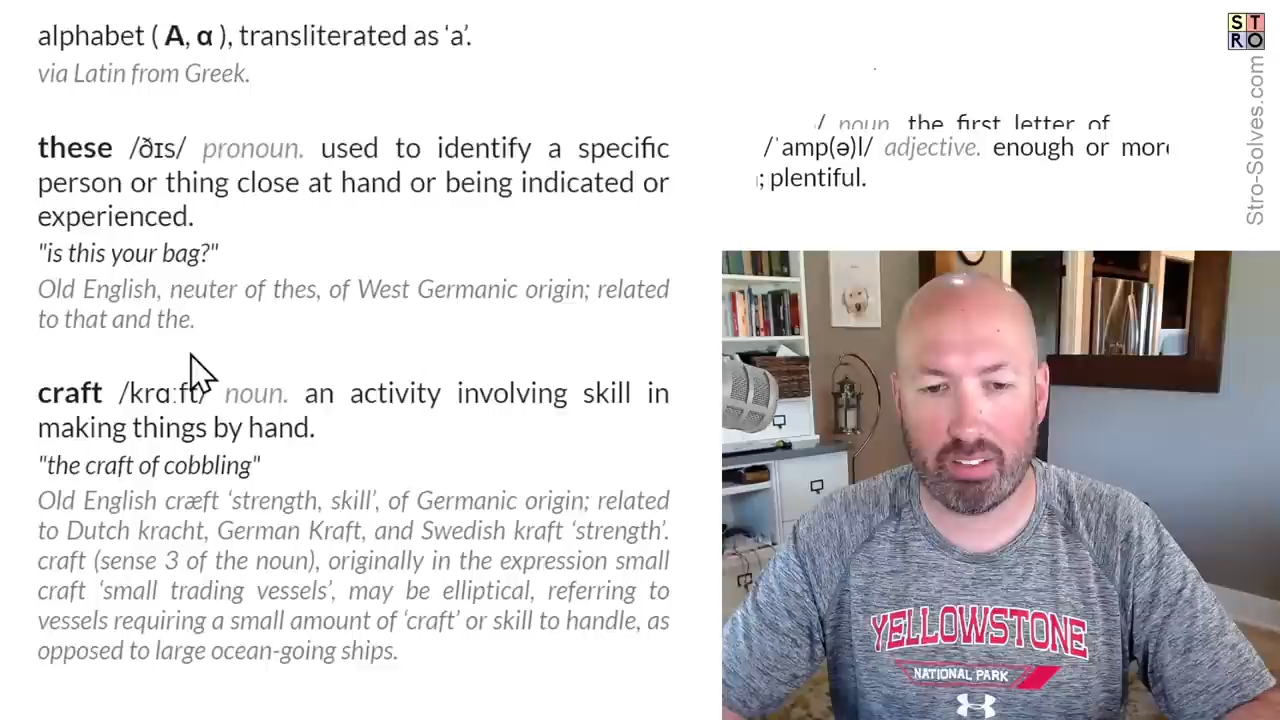 alphabet ( Α, α ), transliterated as ‘a’.
via Latin from Greek.
these /ðɪs/ pronoun. used to identify a specific
person or thing close at hand or being indicated or
experienced.
"is this your bag?"
Old English, neuter of thes, of West Germanic origin; related
to that and the.
craft /krɑːft/ noun. an activity involving skill in
making things by hand.
"the craft of cobbling"
Old English cræft ‘strength, skill’, of Germanic origin; related
to Dutch kracht, German Kraft, and Swedish kraft ‘strength’.
craft (sense 3 of the noun), originally in the expression small
craft ‘small trading vessels’, may be elliptical, referring to
vessels requiring a small amount of ‘craft’ or skill to handle, as
opposed to large ocean-going ships.
/ noun. the first letter of
/ˈamp(ə)l/ adjective. enough or more
; plentiful.
ST
RO
Stro-Solves.com
YELLOWSTONE
NATIONAL PARK